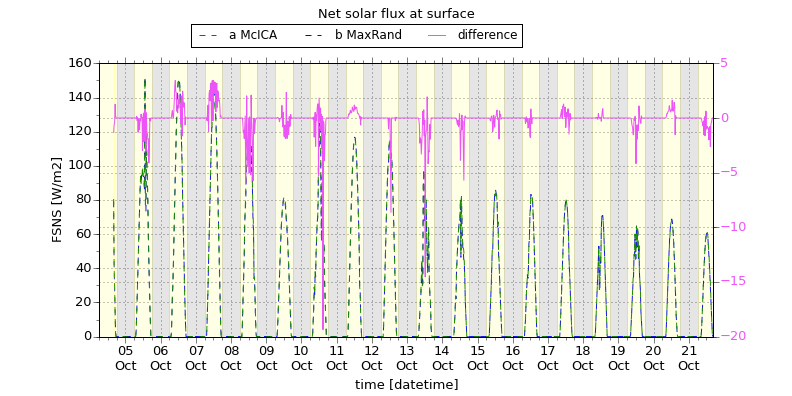 Net solar flux at surface
a McICA
b MaxRand
difference
FSNS [W/m2]
160
140
120
100
80
60
40
20
0
5
0
−5
−10
−15
−20
05 06 07 08 09 10 11 12 13 14 15 16 17 18 19 20 21
Oct Oct Oct Oct Oct Oct Oct Oct Oct Oct Oct Oct Oct Oct Oct Oct Oct
time [datetime]